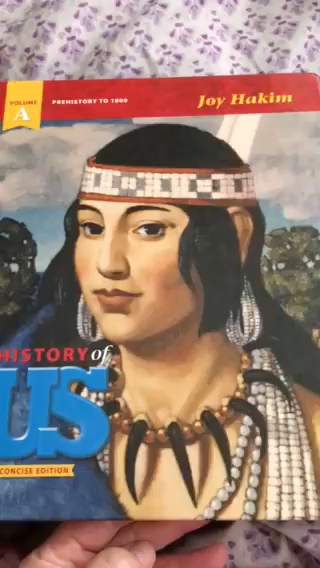 VOLUME
A
PREHISTORY TO 1800
Joy Hakim
HISTORY of
US
CONCISE EDITION